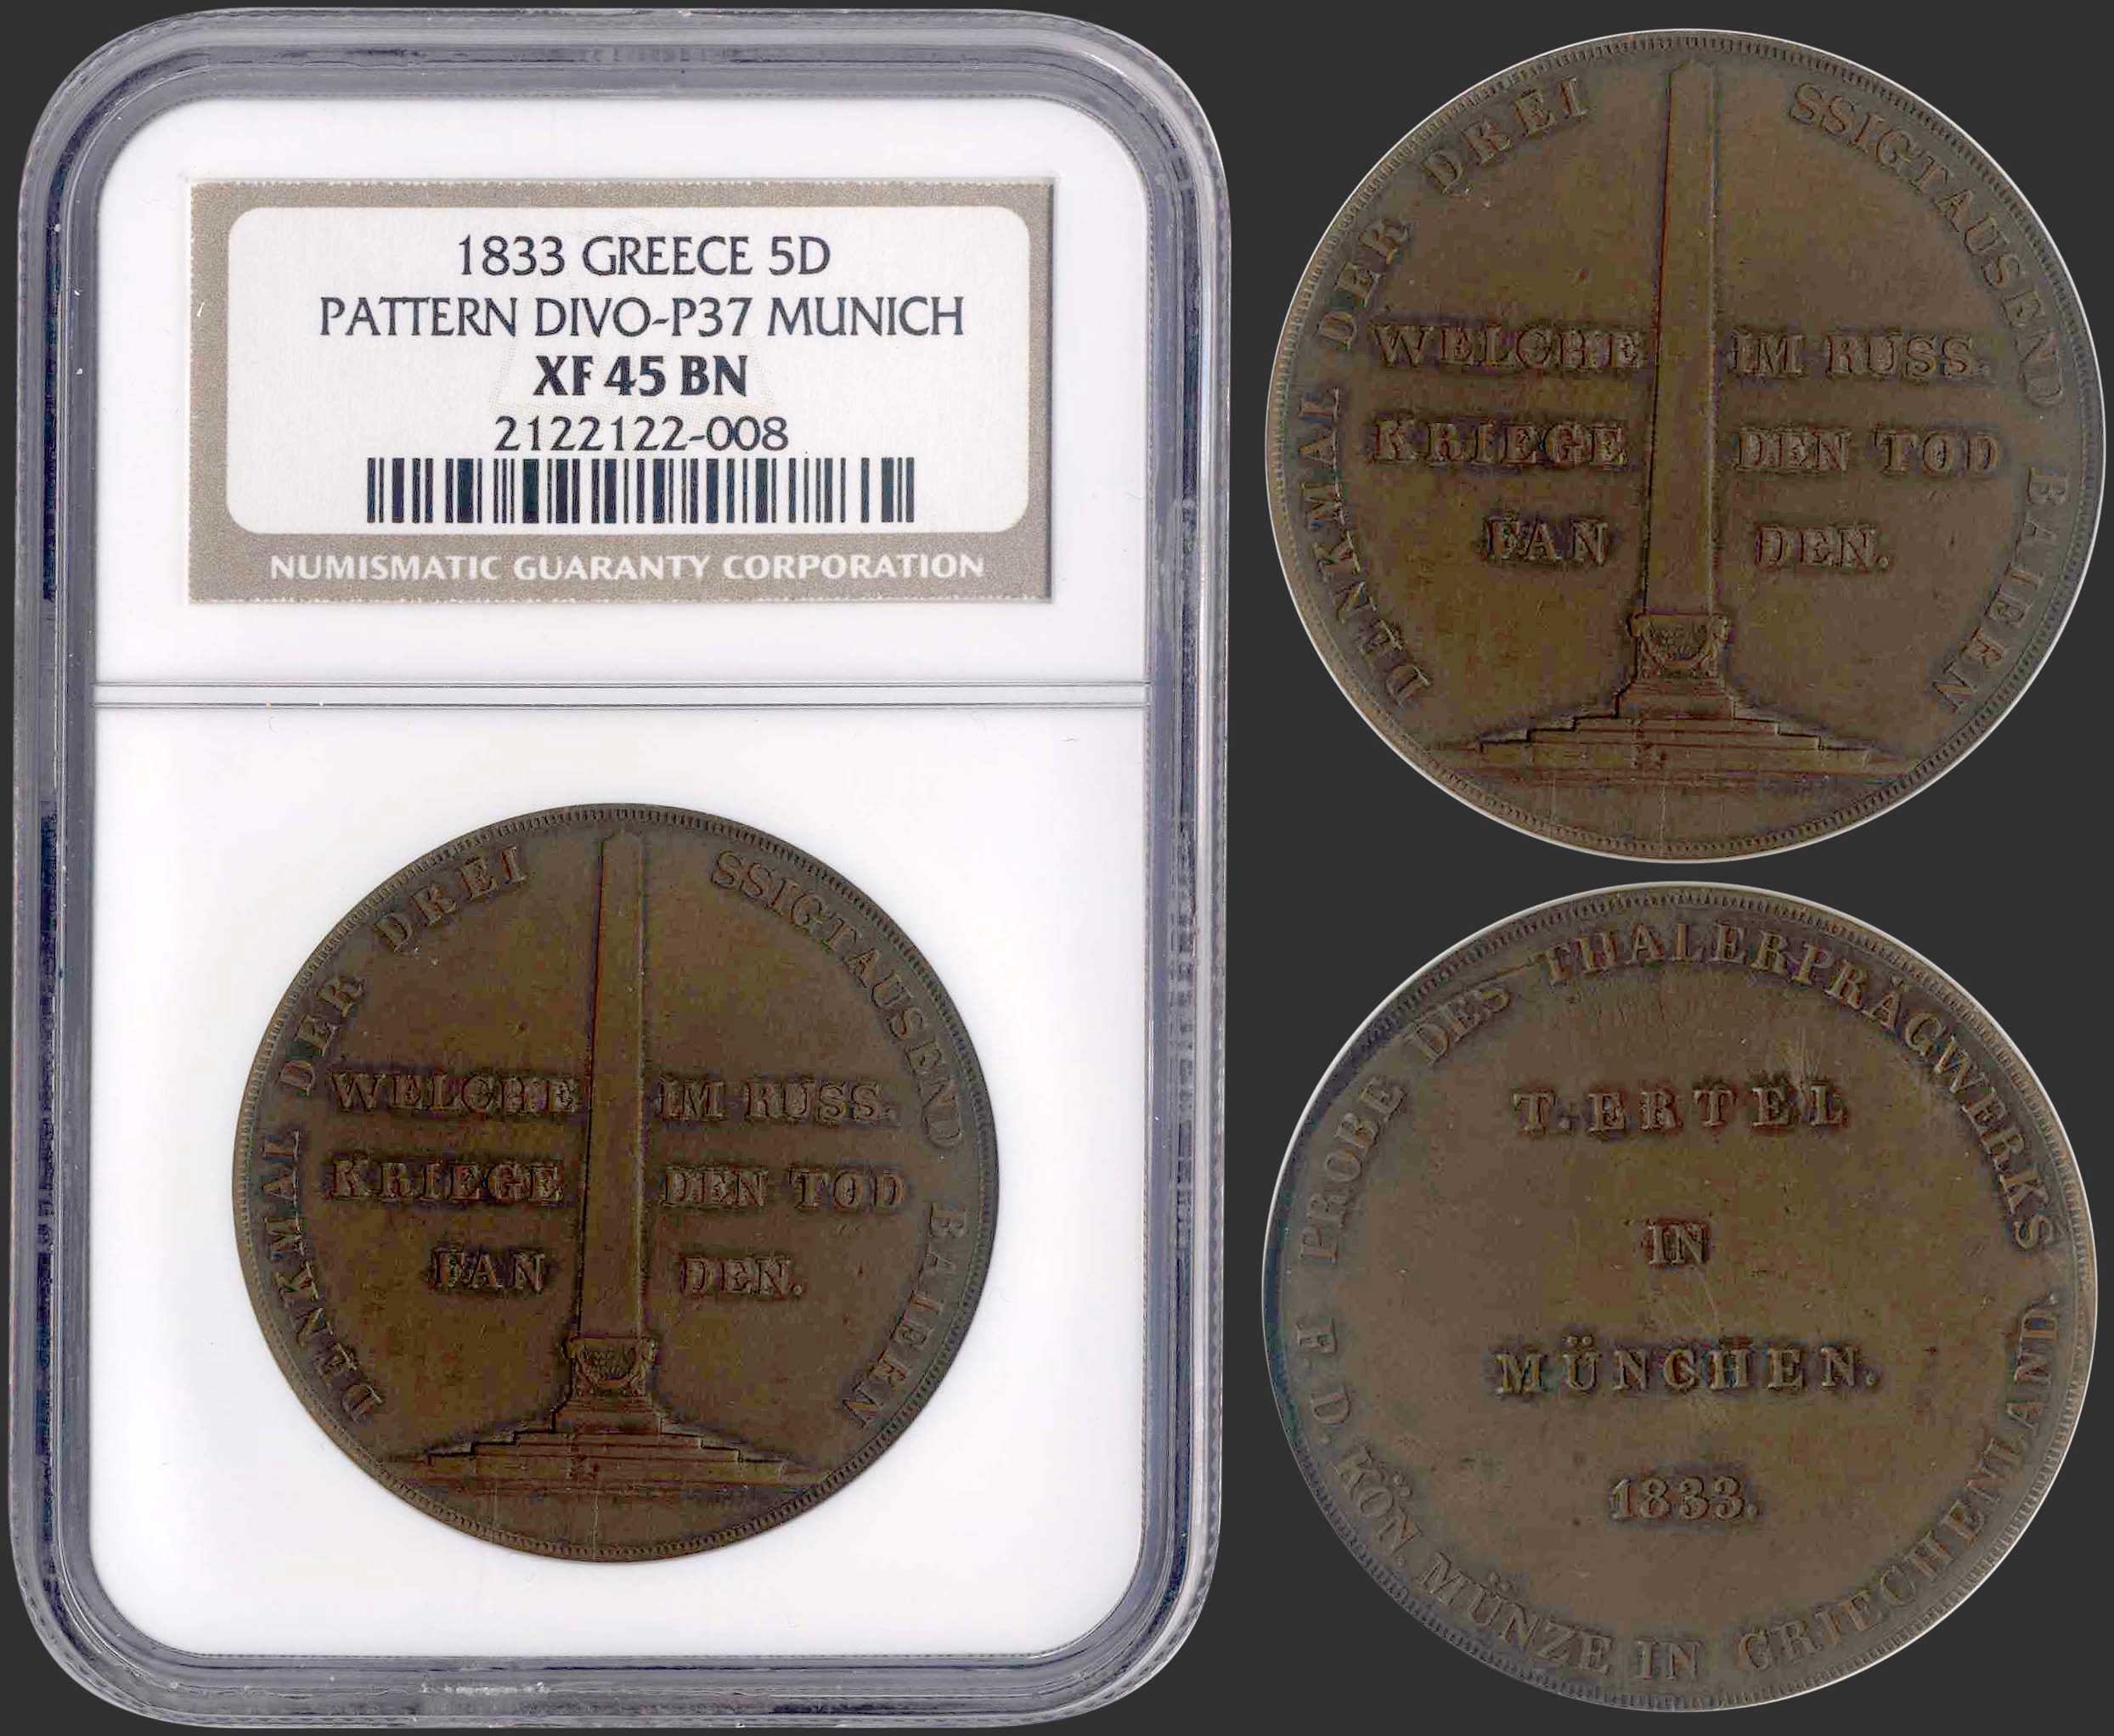 1833 GREECE 5D
PATTERN DIVO-P37 MUNICH
XF 45 BN
2122122-008
NUMISMATIC GUARANTY CORPORATION
DENKMAL DER DREI SSIGTAUSEND BAIERN
WELCHE IM RUSS.
KRIEGE DEN TOD
FAN DEN.
DENKMAL DER DREI SSIGTAUSEND BAIERN
WELCHE IM RUSS.
KRIEGE DEN TOD
FAN DEN.
PROBE DES THALERPRÄGWERKS
F. D. KÖN. MÜNZE IN GRIECHENLAND.
T. ERTEL
IN
MÜNCHEN.
1833.